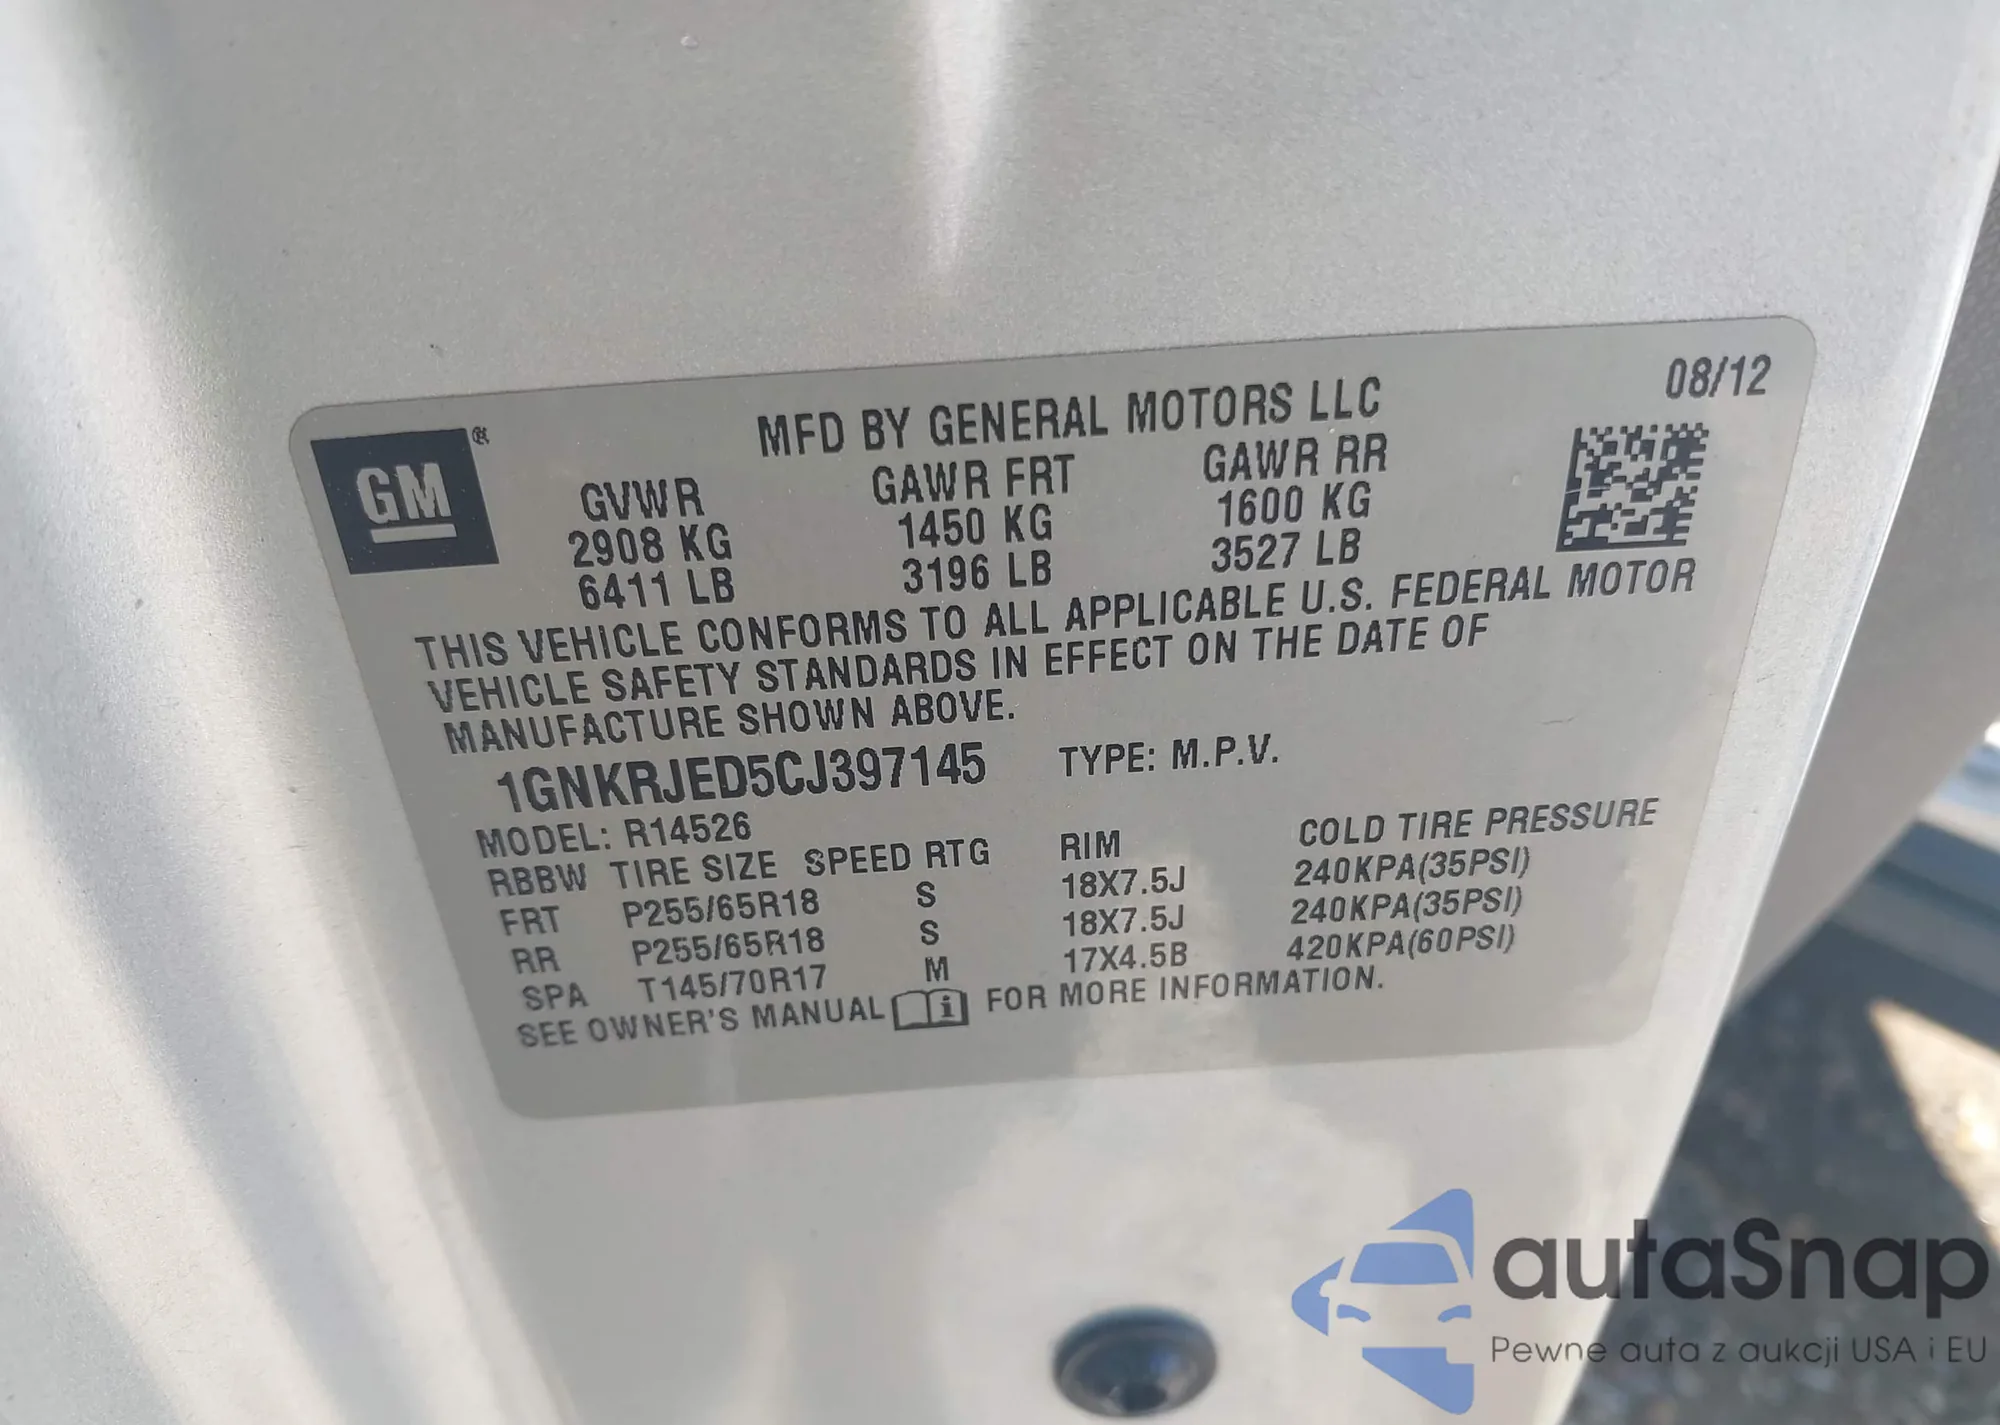 GM®
MFD BY GENERAL MOTORS LLC
08/12
GVWR GAWR FRT GAWR RR
2908 KG 1450 KG 1600 KG
6411 LB 3196 LB 3527 LB
THIS VEHICLE CONFORMS TO ALL APPLICABLE U.S. FEDERAL MOTOR
VEHICLE SAFETY STANDARDS IN EFFECT ON THE DATE OF
MANUFACTURE SHOWN ABOVE.
1GNKRJED5CJ397145 TYPE: M.P.V.
MODEL: R14526
RBBW TIRE SIZE SPEED RTG RIM COLD TIRE PRESSURE
FRT P255/65R18 S 18X7.5J 240KPA(35PSI)
RR P255/65R18 S 18X7.5J 240KPA(35PSI)
SPA T145/70R17 M 17X4.5B 420KPA(60PSI)
SEE OWNER'S MANUAL i FOR MORE INFORMATION.
autaSnap
Pewne auta z aukcji USA i EU